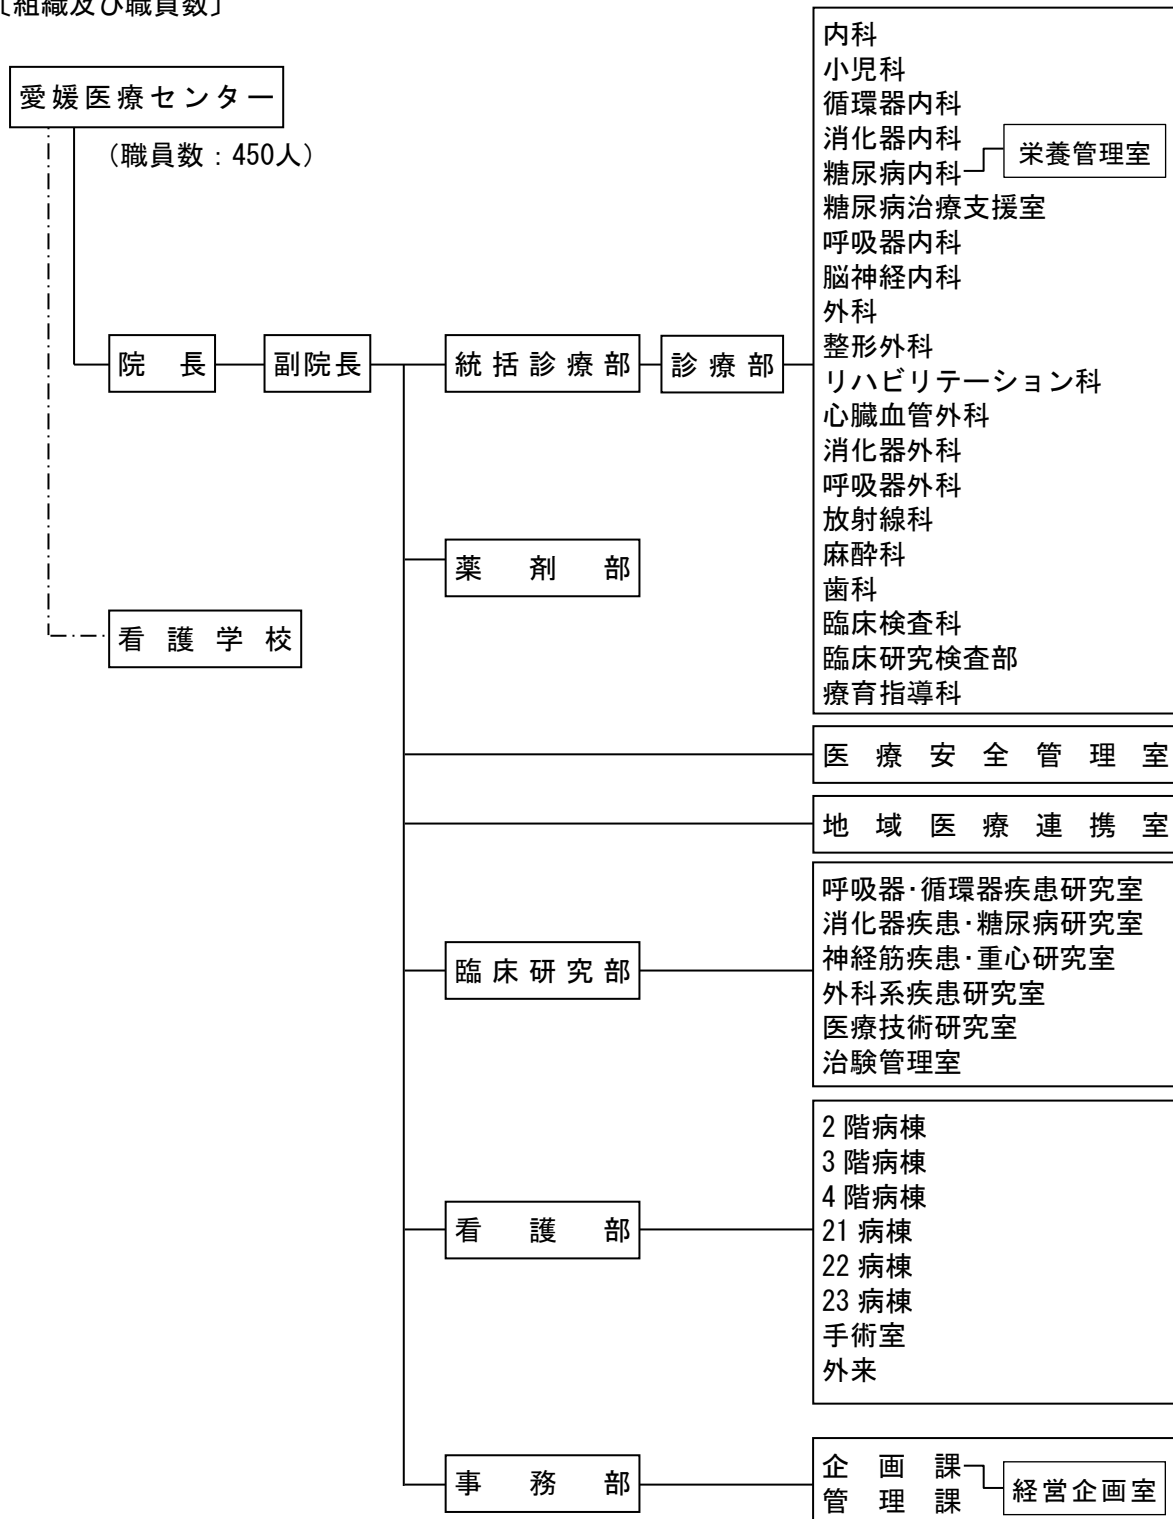 〔組織及び職員数〕
愛媛医療センター
（職員数：450人）
院長
副院長
統括診療部
診療部
内科
小児科
循環器内科
消化器内科
糖尿病内科
栄養管理室
糖尿病治療支援室
呼吸器内科
脳神経内科
外科
整形外科
リハビリテーション科
心臓血管外科
消化器外科
呼吸器外科
放射線科
麻酔科
歯科
臨床検査科
臨床研究検査部
療育指導科
薬剤部
看護学校
医療安全管理室
地域医療連携室
臨床研究部
呼吸器・循環器疾患研究室
消化器疾患・糖尿病研究室
神経筋疾患・重心研究室
外科系疾患研究室
医療技術研究室
治験管理室
看護部
2階病棟
3階病棟
4階病棟
21病棟
22病棟
23病棟
手術室
外来
事務部
企画課
管理課
経営企画室